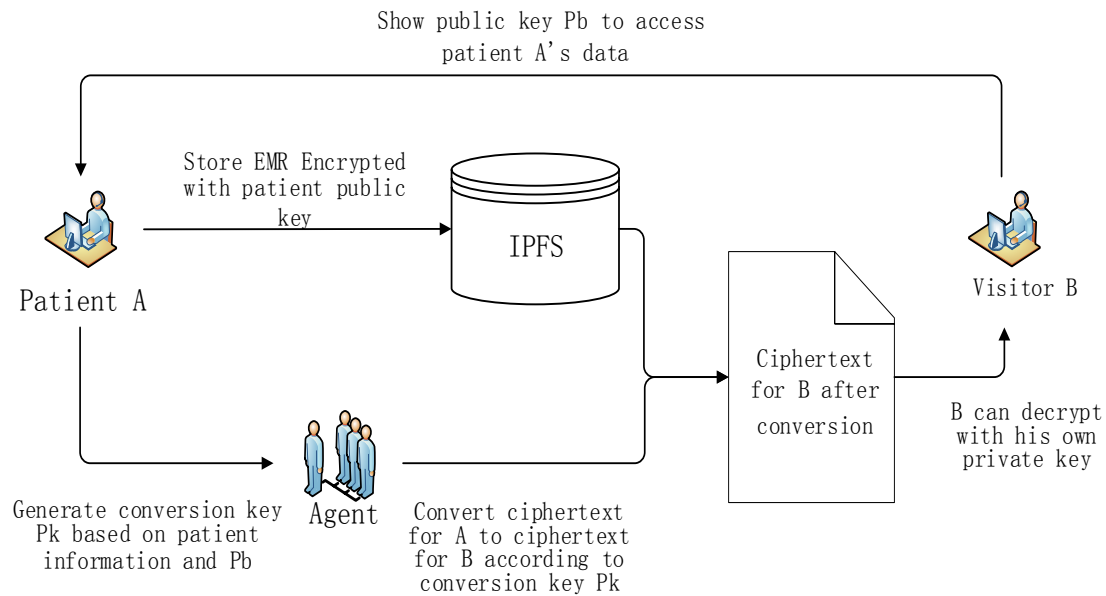 Show public key Pb to access
patient A's data
Store EMR Encrypted
with patient public
key
IPFS
Patient A
Visitor B
Ciphertext
for B after
conversion
B can decrypt
with his own
private key
Agent
Generate conversion key
Pk based on patient
information and Pb
Convert ciphertext
for A to ciphertext
for B according to
conversion key Pk